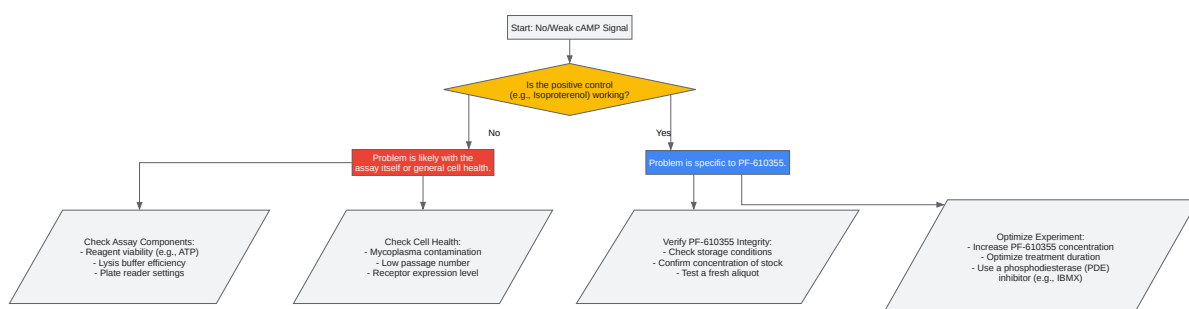 Start: No/Weak cAMP Signal
Is the positive control
(e.g., Isoproterenol) working?
No
Yes
Problem is likely with the
assay itself or general cell health.
Problem is specific to PF-610355.
Check Assay Components:
- Reagent viability (e.g., ATP)
- Lysis buffer efficiency
- Plate reader settings
Check Cell Health:
- Mycoplasma contamination
- Low passage number
- Receptor expression level
Verify PF-610355 Integrity:
- Check storage conditions
- Confirm concentration of stock
- Test a fresh aliquot
Optimize Experiment:
- Increase PF-610355 concentration
- Optimize treatment duration
- Use a phosphodiesterase (PDE)
inhibitor (e.g., IBMX)